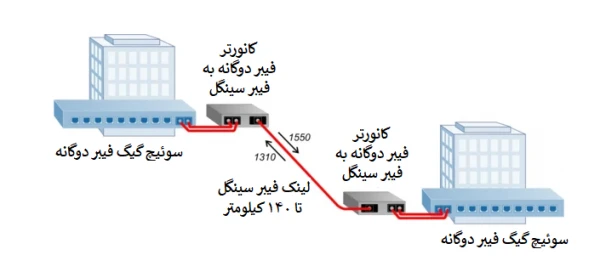 کانورتر
فیبر دوگانه به
فیبر سینگل
سوئیچ گیگ فیبر دوگانه
1550
1310
کانورتر
فیبر دوگانه به
فیبر سینگل
لینک فیبر سینگل
تا ۱۴۰ کیلومتر
سوئیچ گیگ فیبر دوگانه